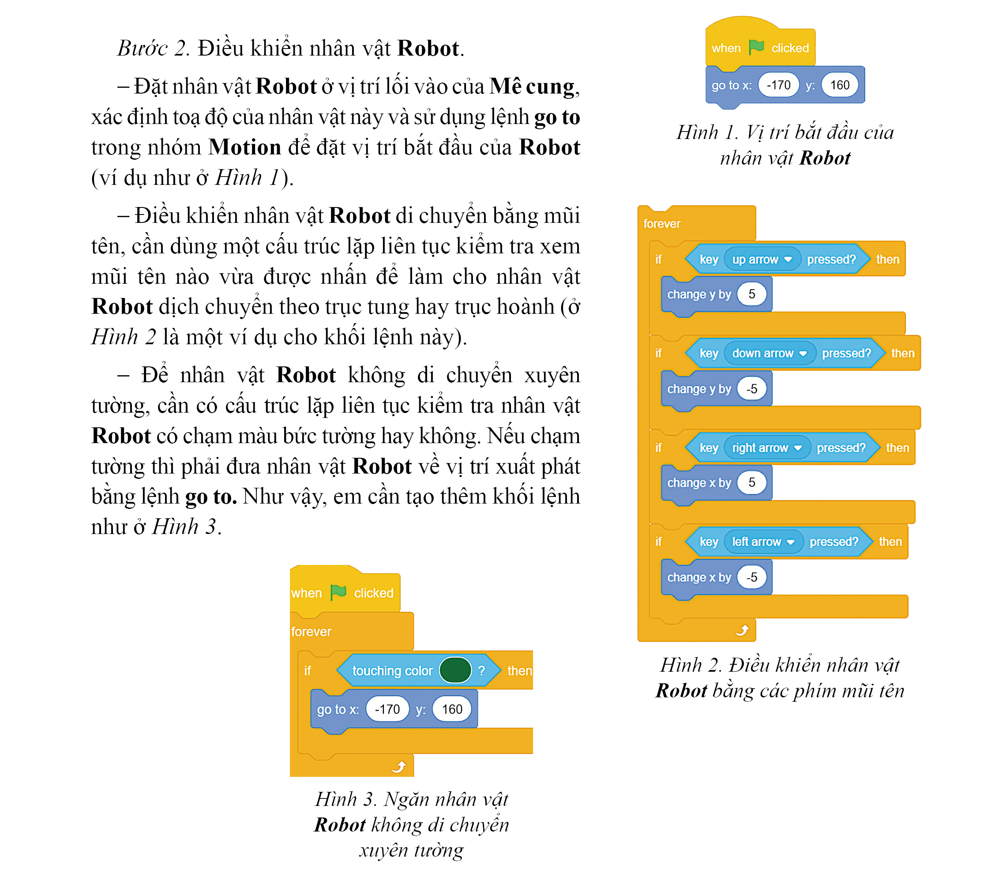 Bước 2. Điều khiển nhân vật Robot.
– Đặt nhân vật Robot ở vị trí lối vào của Mê cung,
xác định toạ độ của nhân vật này và sử dụng lệnh go to
trong nhóm Motion để đặt vị trí bắt đầu của Robot
(ví dụ như ở Hình 1).
– Điều khiển nhân vật Robot di chuyển bằng mũi
tên, cần dùng một cấu trúc lặp liên tục kiểm tra xem
mũi tên nào vừa được nhấn để làm cho nhân vật
Robot dịch chuyển theo trục tung hay trục hoành (ở
Hình 2 là một ví dụ cho khối lệnh này).
– Để nhân vật Robot không di chuyển xuyên
tường, cần có cấu trúc lặp liên tục kiểm tra nhân vật
Robot có chạm màu bức tường hay không. Nếu chạm
tường thì phải đưa nhân vật Robot về vị trí xuất phát
bằng lệnh go to. Như vậy, em cần tạo thêm khối lệnh
như ở Hình 3.
when clicked
go to x: -170 y: 160
Hình 1. Vị trí bắt đầu của
nhân vật Robot
forever
if key up arrow pressed? then
change y by 5
if key down arrow pressed? then
change y by -5
if key right arrow pressed? then
change x by 5
if key left arrow pressed? then
change x by -5
Hình 2. Điều khiển nhân vật
Robot bằng các phím mũi tên
when clicked
forever
if touching color ? then
go to x: -170 y: 160
Hình 3. Ngăn nhân vật
Robot không di chuyển
xuyên tường